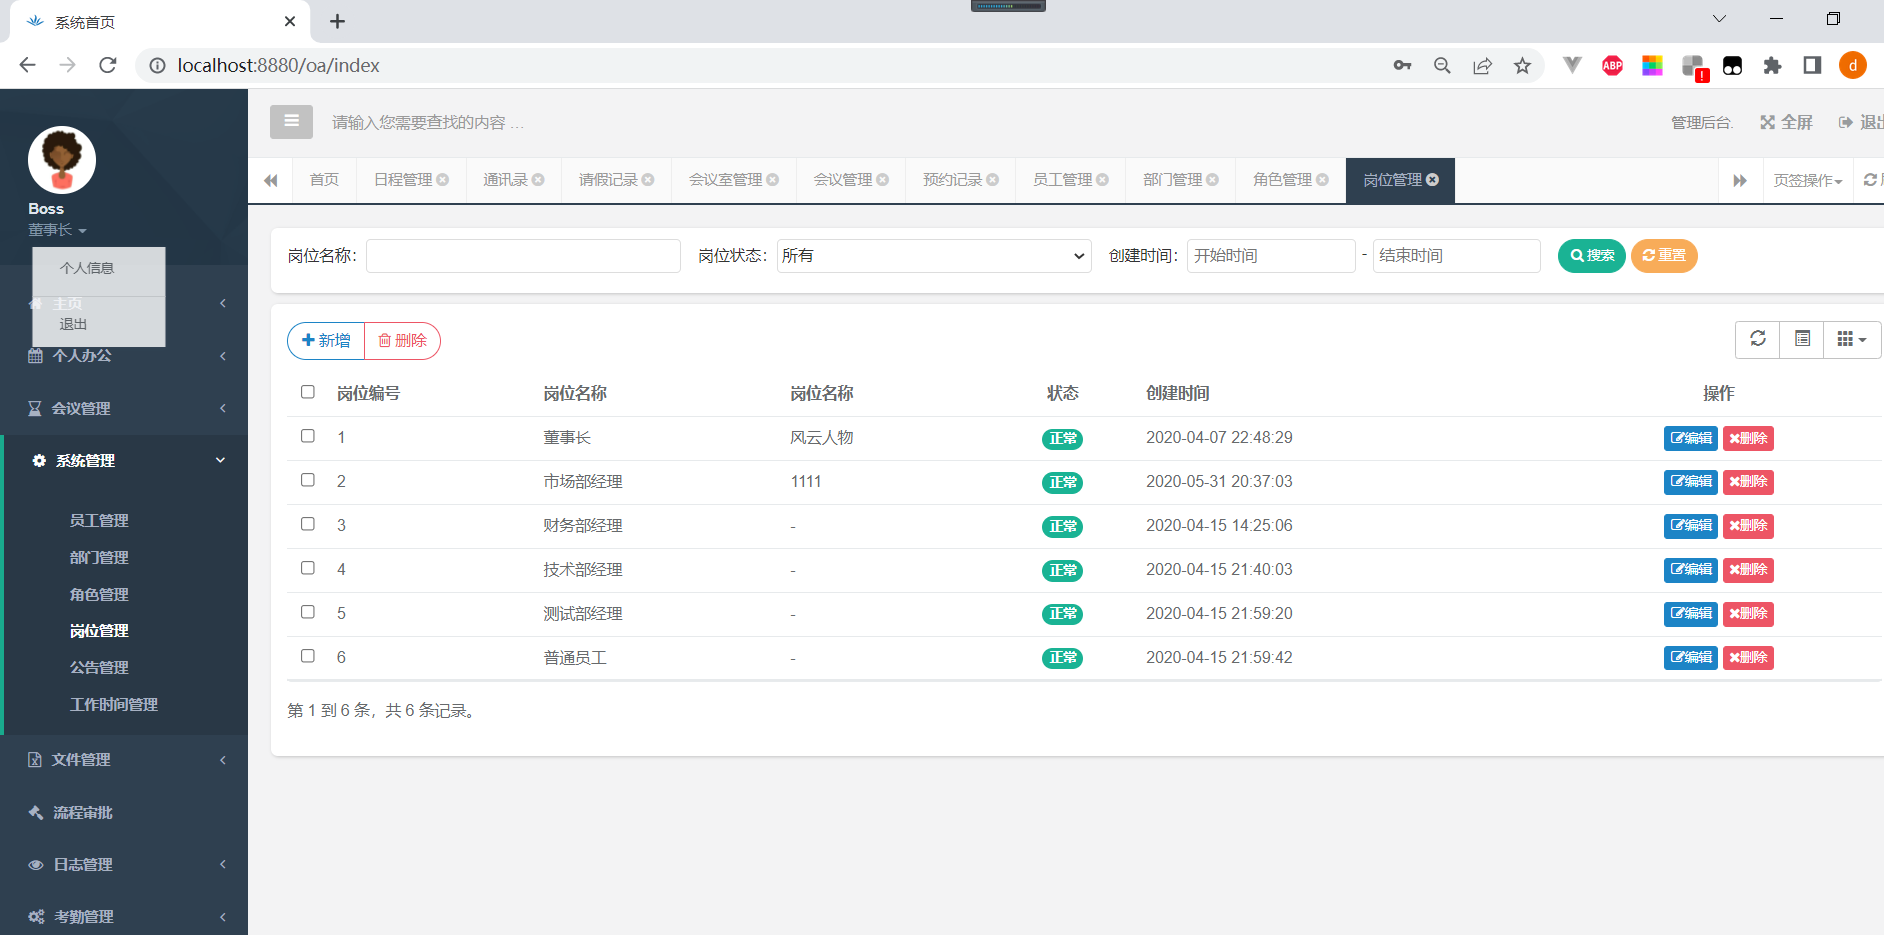 系统首页
localhost:8880/oa/index
ABP
!
d
Boss
董事长
个人信息
主页
退出
个人办公
会议管理
系统管理
员工管理
部门管理
角色管理
岗位管理
公告管理
工作时间管理
文件管理
流程审批
日志管理
考勤管理
请输入您需要查找的内容 …
管理后台.
全屏
退出
首页
日程管理
通讯录
请假记录
会议室管理
会议管理
预约记录
员工管理
部门管理
角色管理
岗位管理
页签操作
岗位名称：
岗位状态： 所有
创建时间： 开始时间 - 结束时间
搜索
重置
新增
删除
岗位编号 岗位名称 岗位名称 状态 创建时间 操作
1 董事长 风云人物 正常 2020-04-07 22:48:29 编辑 删除
2 市场部经理 1111 正常 2020-05-31 20:37:03 编辑 删除
3 财务部经理 - 正常 2020-04-15 14:25:06 编辑 删除
4 技术部经理 - 正常 2020-04-15 21:40:03 编辑 删除
5 测试部经理 - 正常 2020-04-15 21:59:20 编辑 删除
6 普通员工 - 正常 2020-04-15 21:59:42 编辑 删除
第 1 到 6 条，共 6 条记录。